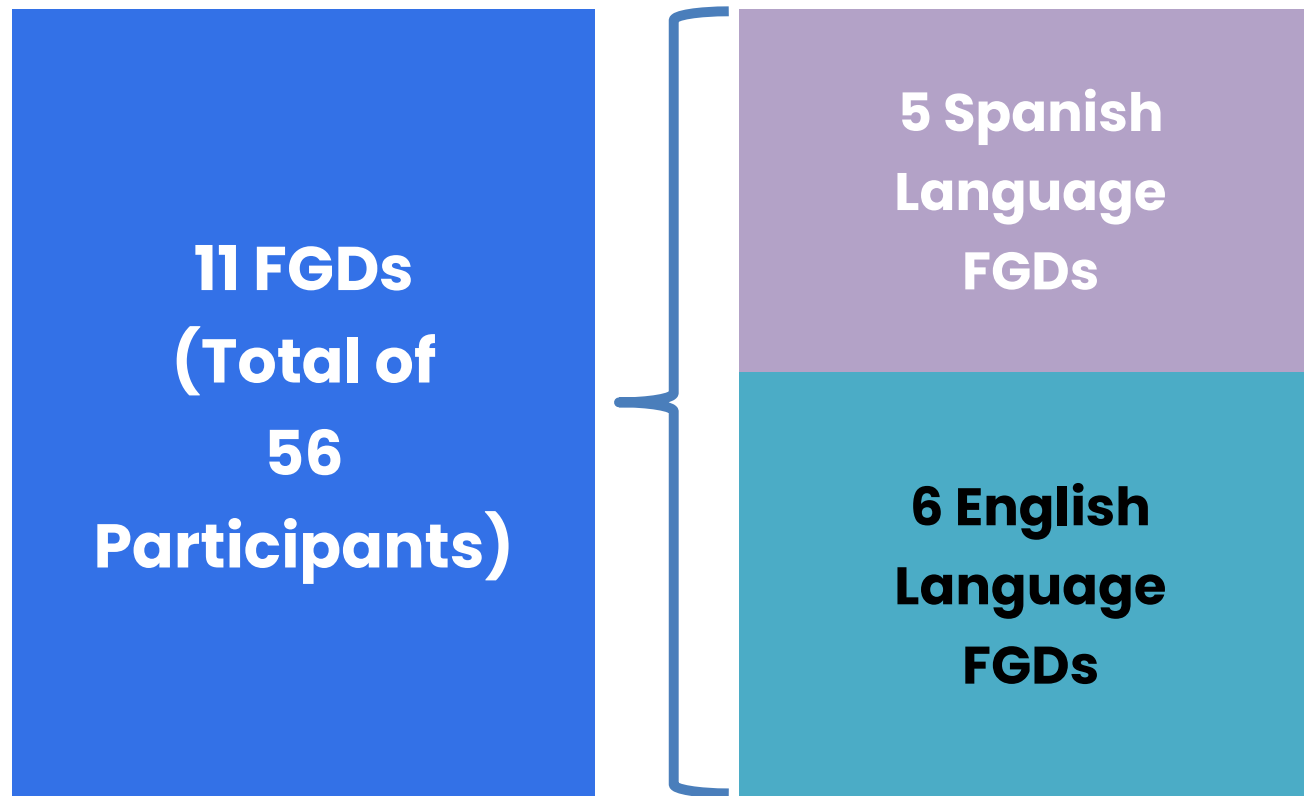 11 FGDs
(Total of
56
Participants)
5 Spanish
Language
FGDs
6 English
Language
FGDs